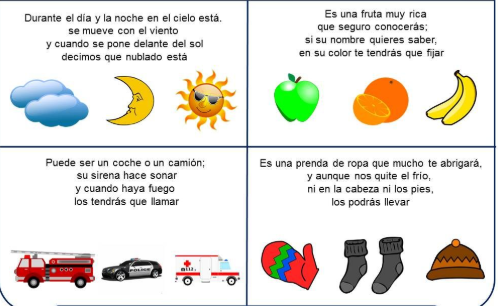 Durante el día y la noche en el cielo está.
se mueve con el viento
y cuando se pone delante del sol
decimos que nublado está
Es una fruta muy rica
que seguro conocerás;
si su nombre quieres saber,
en su color te tendrás que fijar
Puede ser un coche o un camión;
su sirena hace sonar
y cuando haya fuego
los tendrás que llamar
POLICE
Es una prenda de ropa que mucho te abrigará,
y aunque nos quite el frío,
ni en la cabeza ni los pies,
los podrás llevar